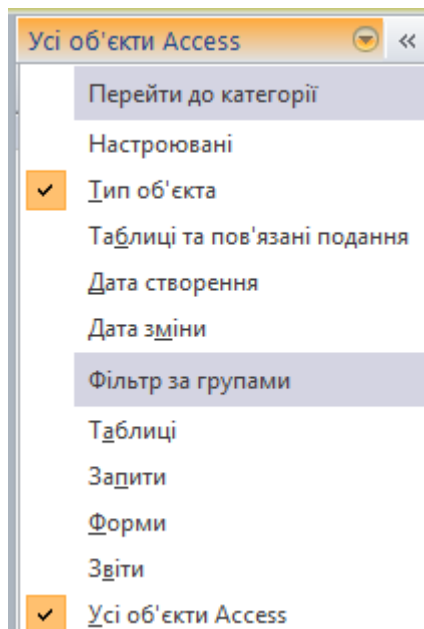 Усі об'єкти Access
Перейти до категорії
Настроювані
Тип об'єкта
Таблиці та пов'язані подання
Дата створення
Дата зміни
Фільтр за групами
Таблиці
Запити
Форми
Звіти
Усі об'єкти Access